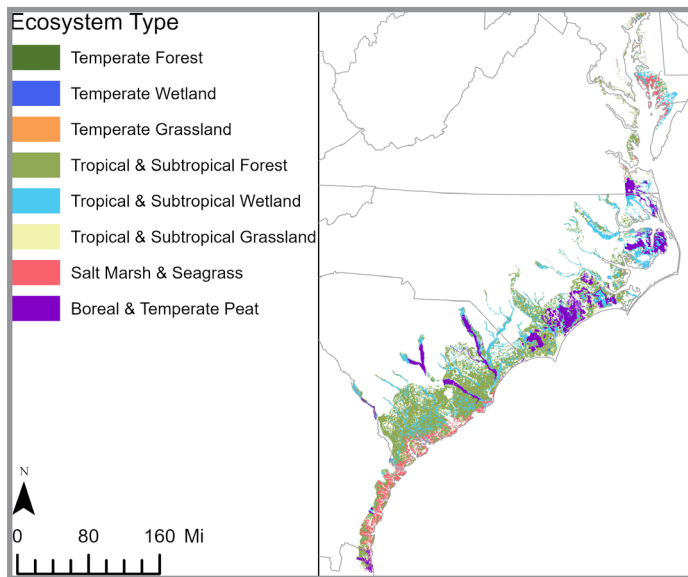 Ecosystem Type
Temperate Forest
Temperate Wetland
Temperate Grassland
Tropical & Subtropical Forest
Tropical & Subtropical Wetland
Tropical & Subtropical Grassland
Salt Marsh & Seagrass
Boreal & Temperate Peat
N
0 80 160 Mi